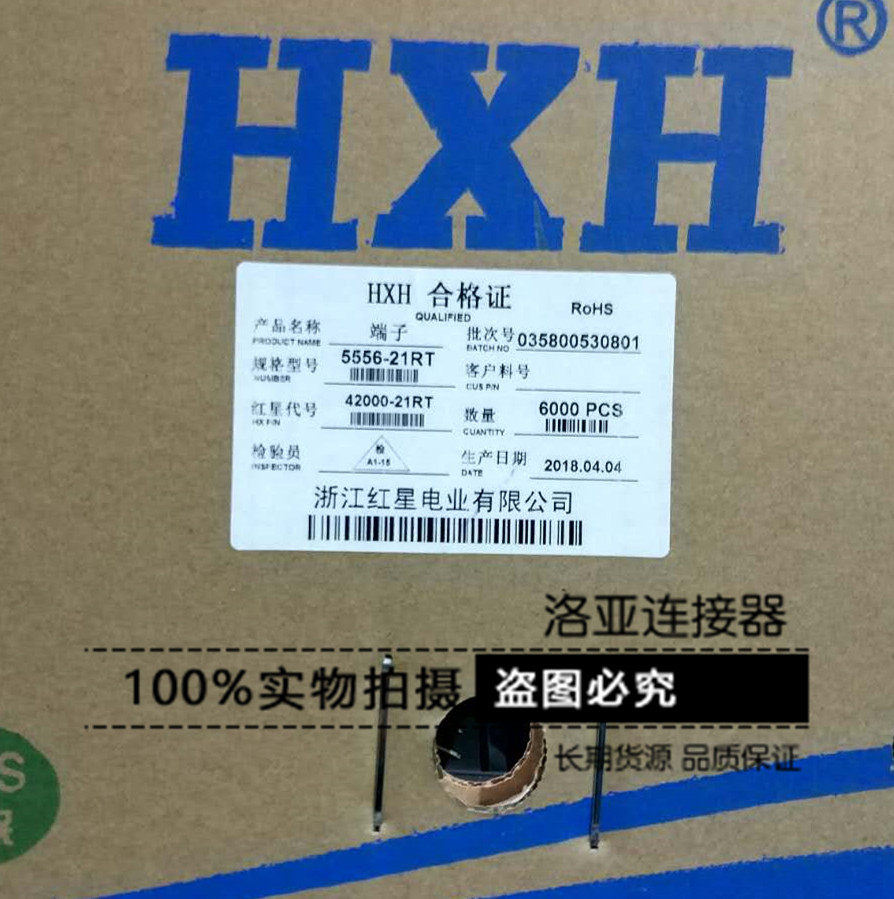 HXH®
HXH 合格证
QUALIFIED
RoHS
产品名称 端子
PRODUCT NAME
批次号 035800530801
BATCH NO
规格型号 5556-21RT
NUMBER
客户料号
CUS P/N
红星代号 42000-21RT
HX P/N
数量 6000 PCS
CUANTITY
检验员 检
INSPECTOR A1-15
生产日期 2018.04.04
DATE
浙江红星电业有限公司
洛亚连接器
100%实物拍摄 盗图必究
长期货源 品质保证
S